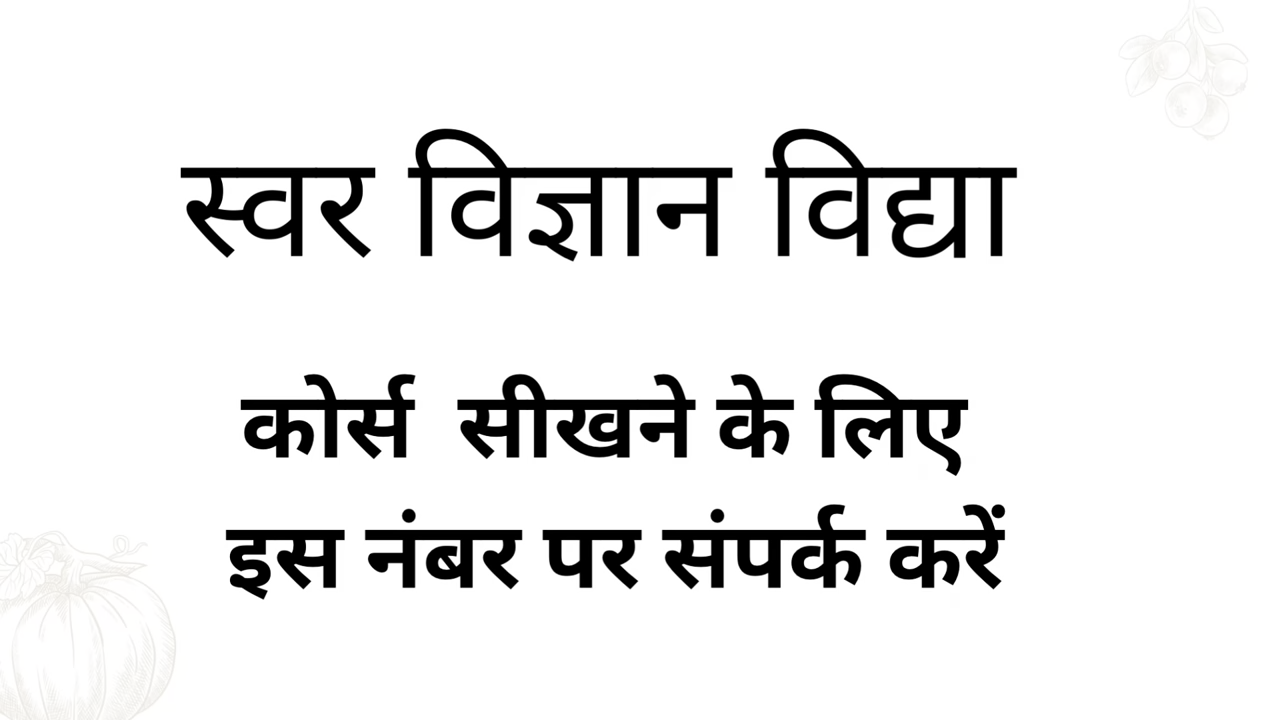 स्वर विज्ञान विद्या
कोर्स सीखने के लिए
इस नंबर पर संपर्क करें